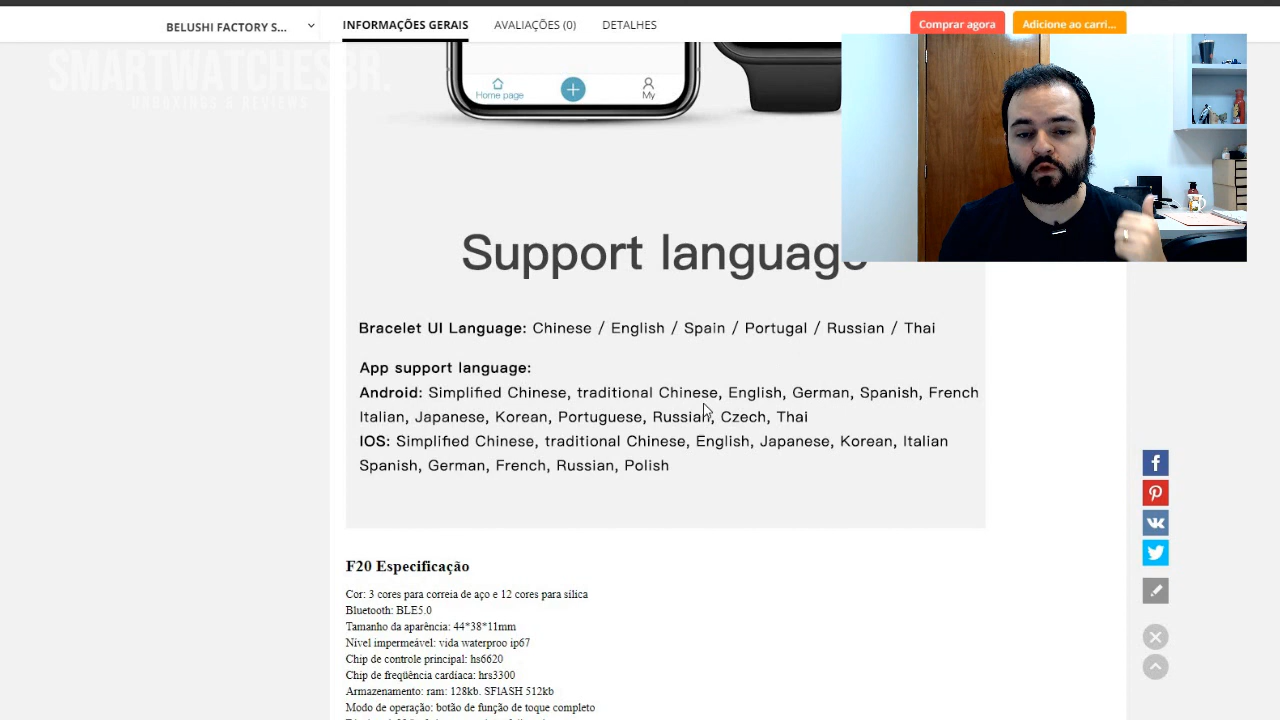 BELUSHI FACTORY S...
INFORMAÇÕES GERAIS
AVALIAÇÕES (0)
DETALHES
Comprar agora
Adicione ao carri...
SMARTWATCHESBR.
UNBOXINGS & REVIEWS
Home page
My
Support language
Bracelet UI Language: Chinese / English / Spain / Portugal / Russian / Thai
App support language:
Android: Simplified Chinese, traditional Chinese, English, German, Spanish, French
Italian, Japanese, Korean, Portuguese, Russian, Czech, Thai
IOS: Simplified Chinese, traditional Chinese, English, Japanese, Korean, Italian
Spanish, German, French, Russian, Polish
F20 Especificação
Cor: 3 cores para correia de aço e 12 cores para sílica
Bluetooth: BLE5.0
Tamanho da aparência: 44*38*11mm
Nível impermeável: vida waterproo ip67
Chip de controle principal: hs6620
Chip de freqüência cardíaca: hrs3300
Armazenamento: ram: 128kb. SFlASH 512kb
Modo de operação: botão de função de toque completo